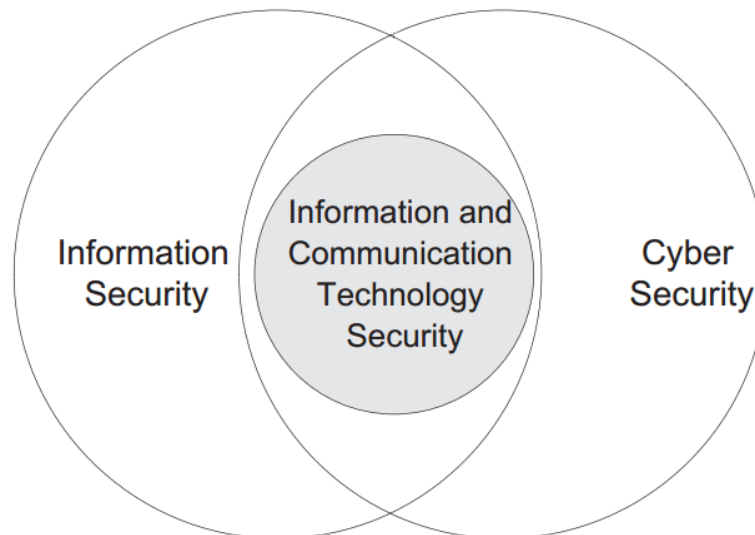 Information
Security
Information and
Communication
Technology
Security
Cyber
Security